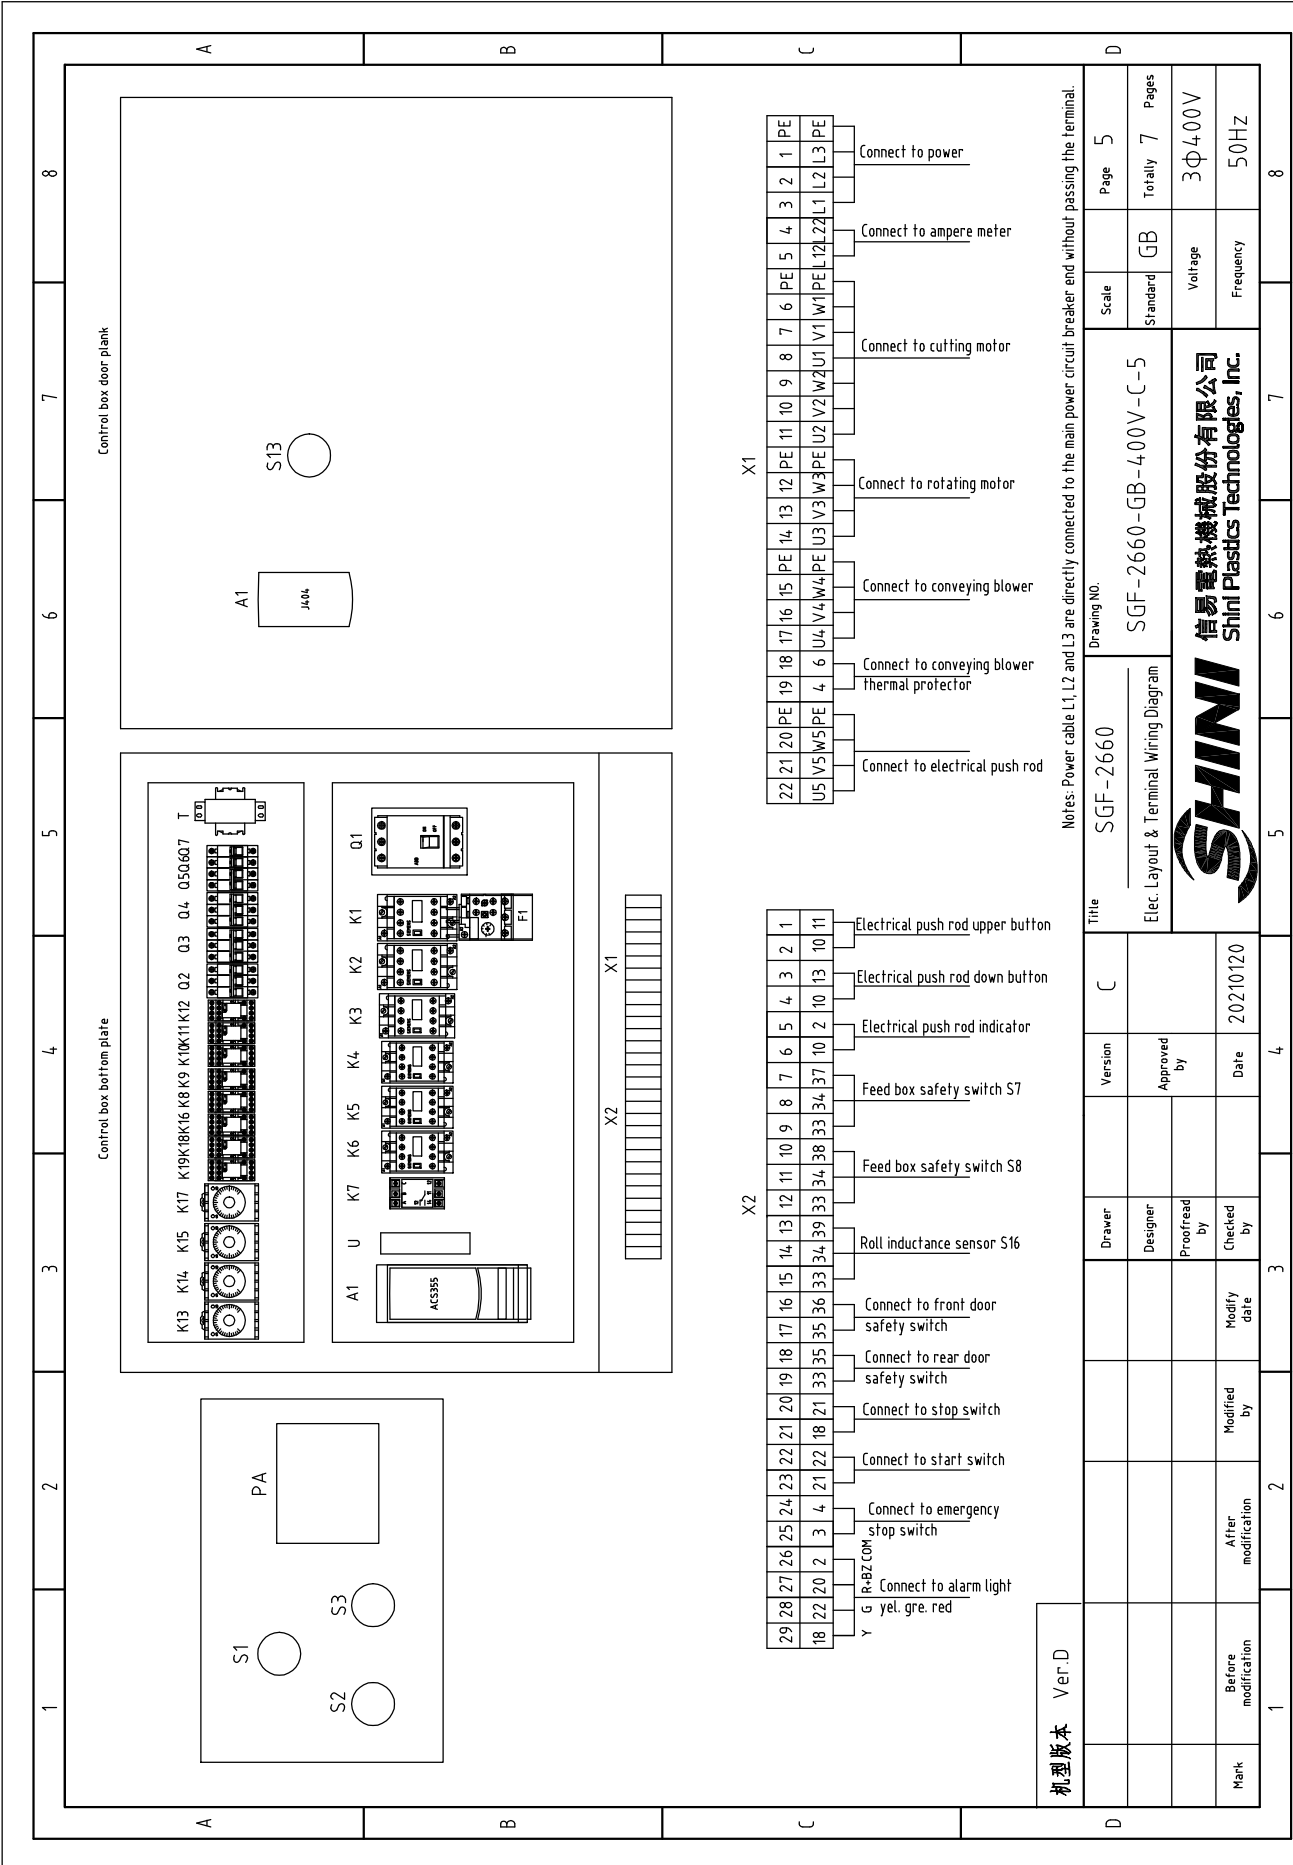 1 2 3 4 5 6 7 8
A
B
C
D
Control box bottom plate
Control box door plank
S1
S2
S3
PA
K13 K14 K15 K17 K19 K18 K16 K8 K9 K10 K11 K12 Q2 Q3 Q4 Q5 Q6 Q7 T
A1 U K7 K6 K5 K4 K3 K2 K1 Q1
ACS355
F1
X2 X1
A1
J404
S13
X2
29 28 27 26 25 24 23 22 21 20 19 18 17 16 15 14 13 12 11 10 9 8 7 6 5 4 3 2 1
18 22 20 2 3 4 21 22 18 21 33 35 35 36 33 34 39 33 34 38 33 34 37 10 2 10 13 10 11
Y G R+BZ COM
Connect to alarm light
yel. gre. red
Connect to emergency
stop switch
Connect to start switch
Connect to stop switch
Connect to rear door
safety switch
Connect to front door
safety switch
Roll inductance sensor S16
Feed box safety switch S8
Feed box safety switch S7
Electrical push rod indicator
Electrical push rod down button
Electrical push rod upper button
X1
22 21 20 PE 19 18 17 16 15 PE 14 13 12 PE 11 10 9 8 7 6 PE 5 4 3 2 1 PE
U5 V5 W5 PE 4 6 U4 V4 W4 PE U3 V3 W3 PE U2 V2 W2 U1 V1 W1 PE L12 L22 L1 L2 L3 PE
Connect to electrical push rod
Connect to conveying blower
thermal protector
Connect to conveying blower
Connect to rotating motor
Connect to cutting motor
Connect to ampere meter
Connect to power
Notes: Power cable L1, L2 and L3 are directly connected to the main power circuit breaker end without passing the terminal.
机型版本 Ver.D
Mark
Before
modification
After
modification
Modified
by
Modify
date
Drawer
Designer
Proofread
by
Checked
by
Version
C
Approved
by
Date
20210120
Title
SGF-2660
Elec. Layout & Terminal Wiring Diagram
Drawing NO.
SGF-2660-GB-400V-C-5
Scale
Page 5
Standard GB
Totally 7 Pages
Voltage
3Φ400V
Frequency
50HZ
SHINI
信易電熱機械股份有限公司
Shini Plastics Technologies, Inc.
1 2 3 4 5 6 7 8
A
B
C
D